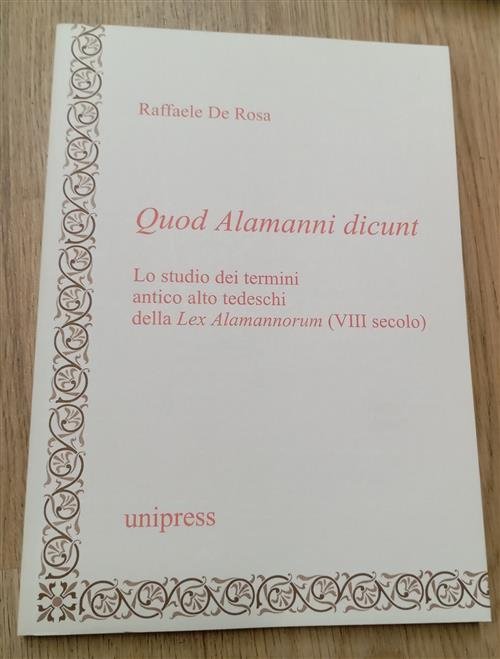 Raffaele De Rosa
Quod Alamanni dicunt
Lo studio dei termini
antico alto tedeschi
della Lex Alamannorum (VIII secolo)
unipress